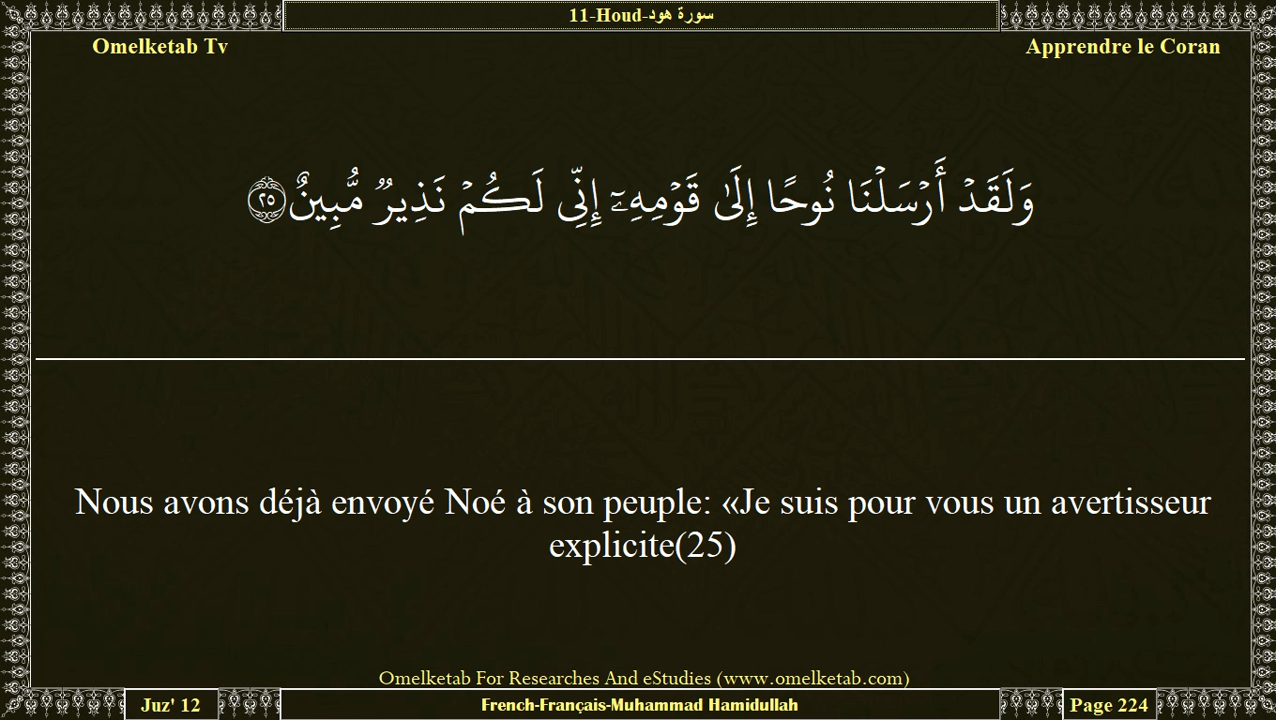 11-Houd-سورة هود
Omelketab Tv
Apprendre le Coran
وَلَقَدۡ أَرۡسَلۡنَا نُوحًا إِلَىٰ قَوۡمِهِۦٓ إِنِّي لَكُمۡ نَذِيرٞ مُّبِينٌ ٢٥
Nous avons déjà envoyé Noé à son peuple: «Je suis pour vous un avertisseur
explicite(25)
Omelketab For Researches And eStudies (www.omelketab.com)
Juz' 12
French-Français-Muhammad Hamidullah
Page 224